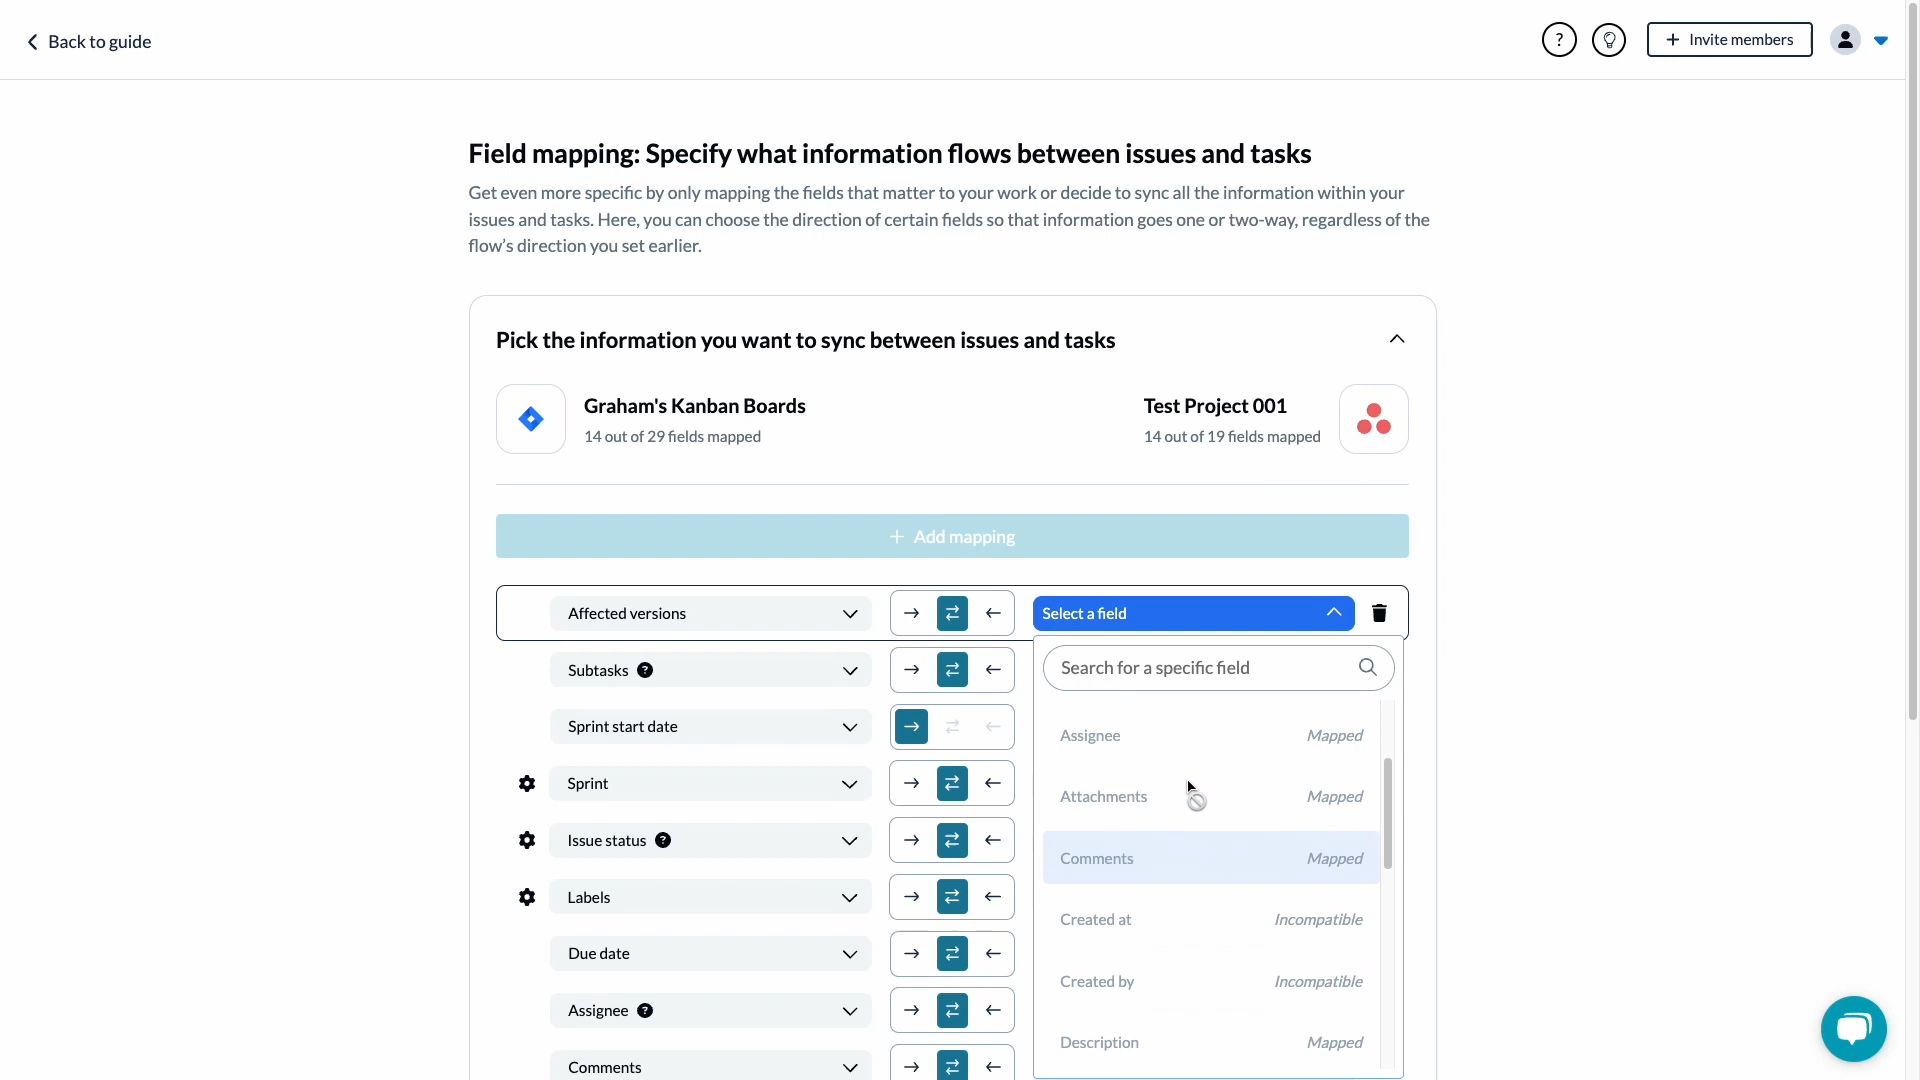 Back to guide
?
+ Invite members
Field mapping: Specify what information flows between issues and tasks
Get even more specific by only mapping the fields that matter to your work or decide to sync all the information within your
issues and tasks. Here, you can choose the direction of certain fields so that information goes one or two-way, regardless of the
flow's direction you set earlier.
Pick the information you want to sync between issues and tasks
Graham's Kanban Boards
14 out of 29 fields mapped
Test Project 001
14 out of 19 fields mapped
+ Add mapping
Affected versions
Select a field
Search for a specific field
Subtasks ?
Sprint start date
Sprint
Issue status ?
Labels
Due date
Assignee ?
Comments
Assignee Mapped
Attachments Mapped
Comments Mapped
Created at Incompatible
Created by Incompatible
Description Mapped